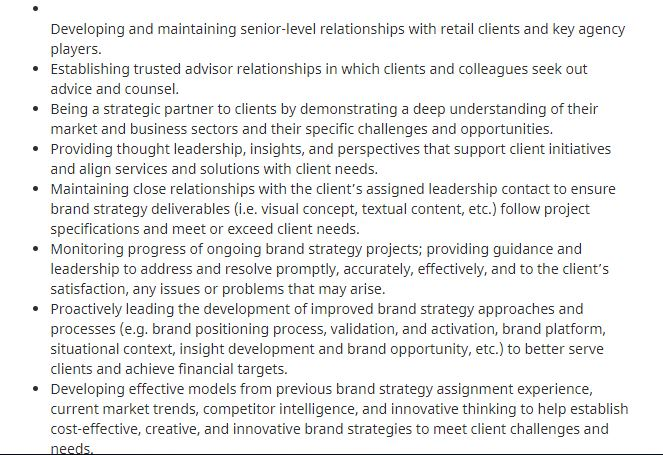 Developing and maintaining senior-level relationships with retail clients and key agency
players.
• Establishing trusted advisor relationships in which clients and colleagues seek out
advice and counsel.
• Being a strategic partner to clients by demonstrating a deep understanding of their
market and business sectors and their specific challenges and opportunities.
• Providing thought leadership, insights, and perspectives that support client initiatives
and align services and solutions with client needs.
• Maintaining close relationships with the client’s assigned leadership contact to ensure
brand strategy deliverables (i.e. visual concept, textual content, etc.) follow project
specifications and meet or exceed client needs.
• Monitoring progress of ongoing brand strategy projects; providing guidance and
leadership to address and resolve promptly, accurately, effectively, and to the client’s
satisfaction, any issues or problems that may arise.
• Proactively leading the development of improved brand strategy approaches and
processes (e.g. brand positioning process, validation, and activation, brand platform,
situational context, insight development and brand opportunity, etc.) to better serve
clients and achieve financial targets.
• Developing effective models from previous brand strategy assignment experience,
current market trends, competitor intelligence, and innovative thinking to help establish
cost-effective, creative, and innovative brand strategies to meet client challenges and
needs.